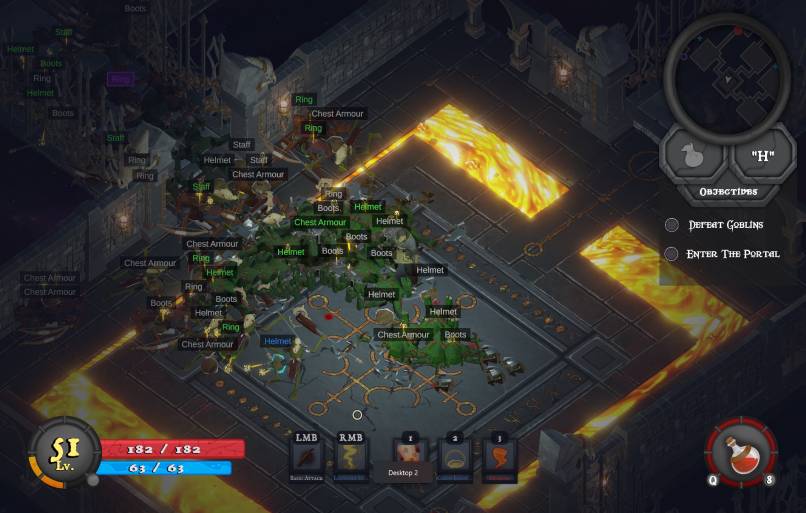 Boots
Staff
Helmet
Boots
Ring
Ring
Helmet
Boots
Ring
Chest Armour
Ring
Staff
Staff
Ring
Helmet
Staff
Ring
Chest Armour
Staff
Ring
Boots
Helmet
Chest Armour
Helmet
Boots
Chest Armour
Helmet
Boots
Boots
Ring
Chest Armour
Helmet
Helmet
Chest Armour
Chest Armour
Ring
Helmet
Boots
Boots
Helmet
Helmet
Ring
Chest Armour
Boots
Chest Armour
Helmet
"H"
Objectives
Defeat Goblins
Enter The Portal
51
Lv.
182 / 182
63 / 63
LMB
RMB
1
2
3
Basic Attack
Desktop 2
Q
8